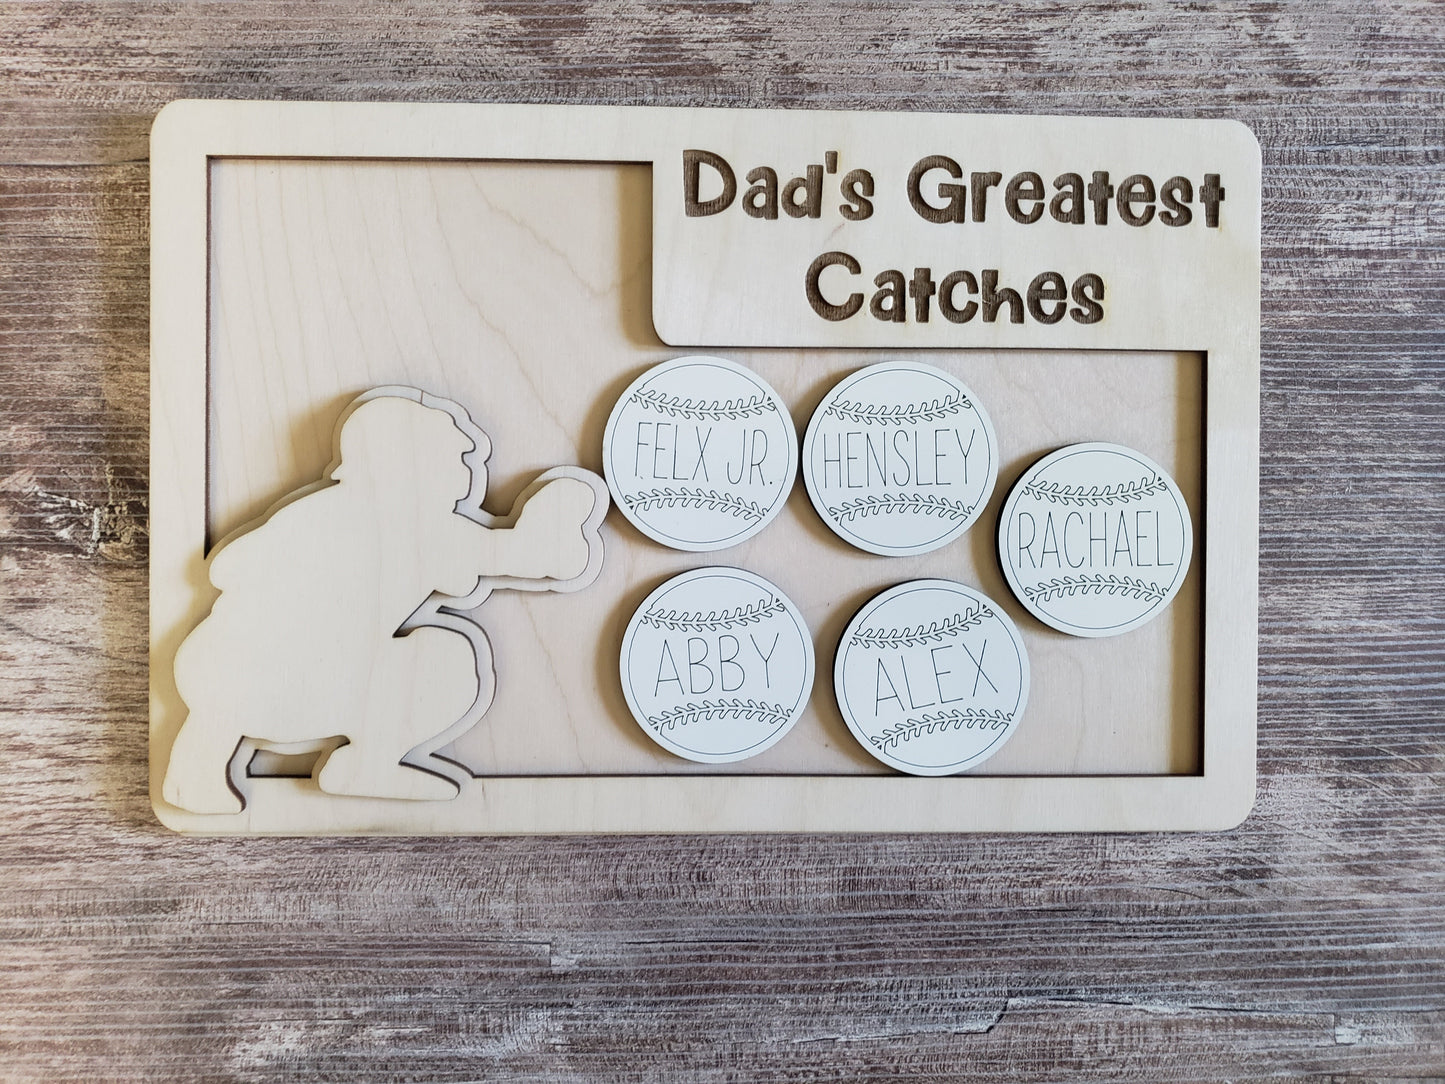 Dad's Greatest
Catches
FELX JR.
HENSLEY
RACHAEL
ABBY
ALEX